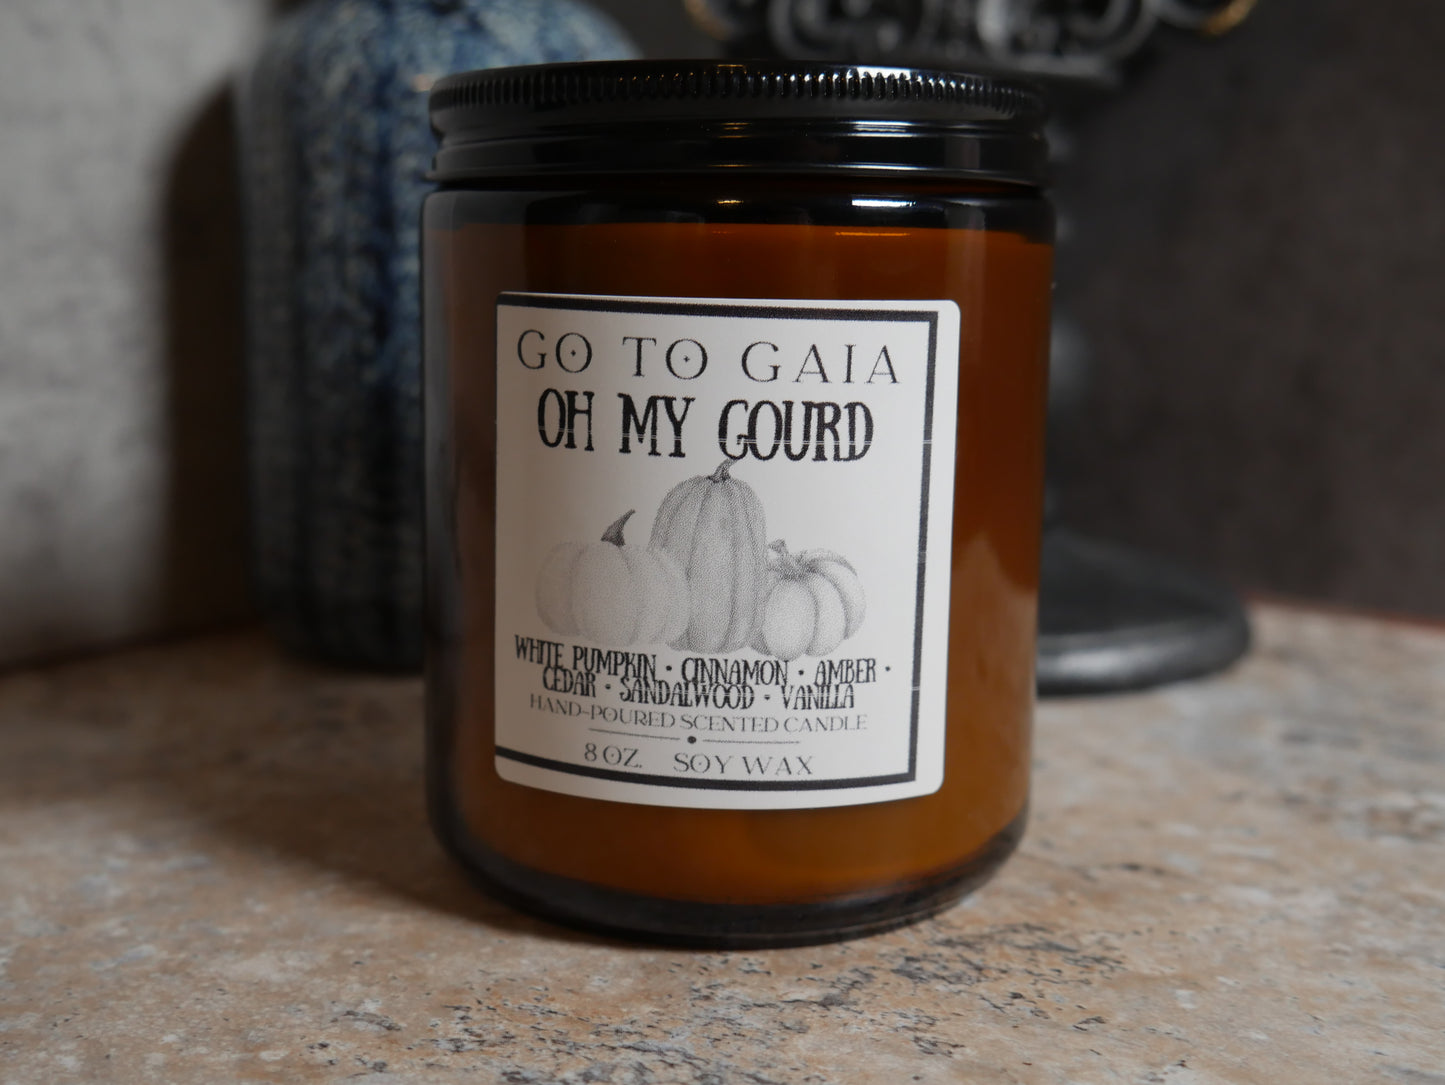 GO TO GAIA
OH MY GOURD
WHITE PUMPKIN • CINNAMON • AMBER •
CEDAR • SANDALWOOD • VANILLA
HAND-POURED SCENTED CANDLE
8 OZ. SOY WAX